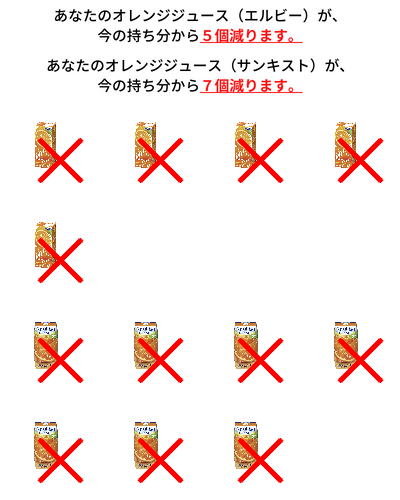 あなたのオレンジジュース（エルビー）が、
今の持ち分から５個減ります。
あなたのオレンジジュース（サンキスト）が、
今の持ち分から７個減ります。